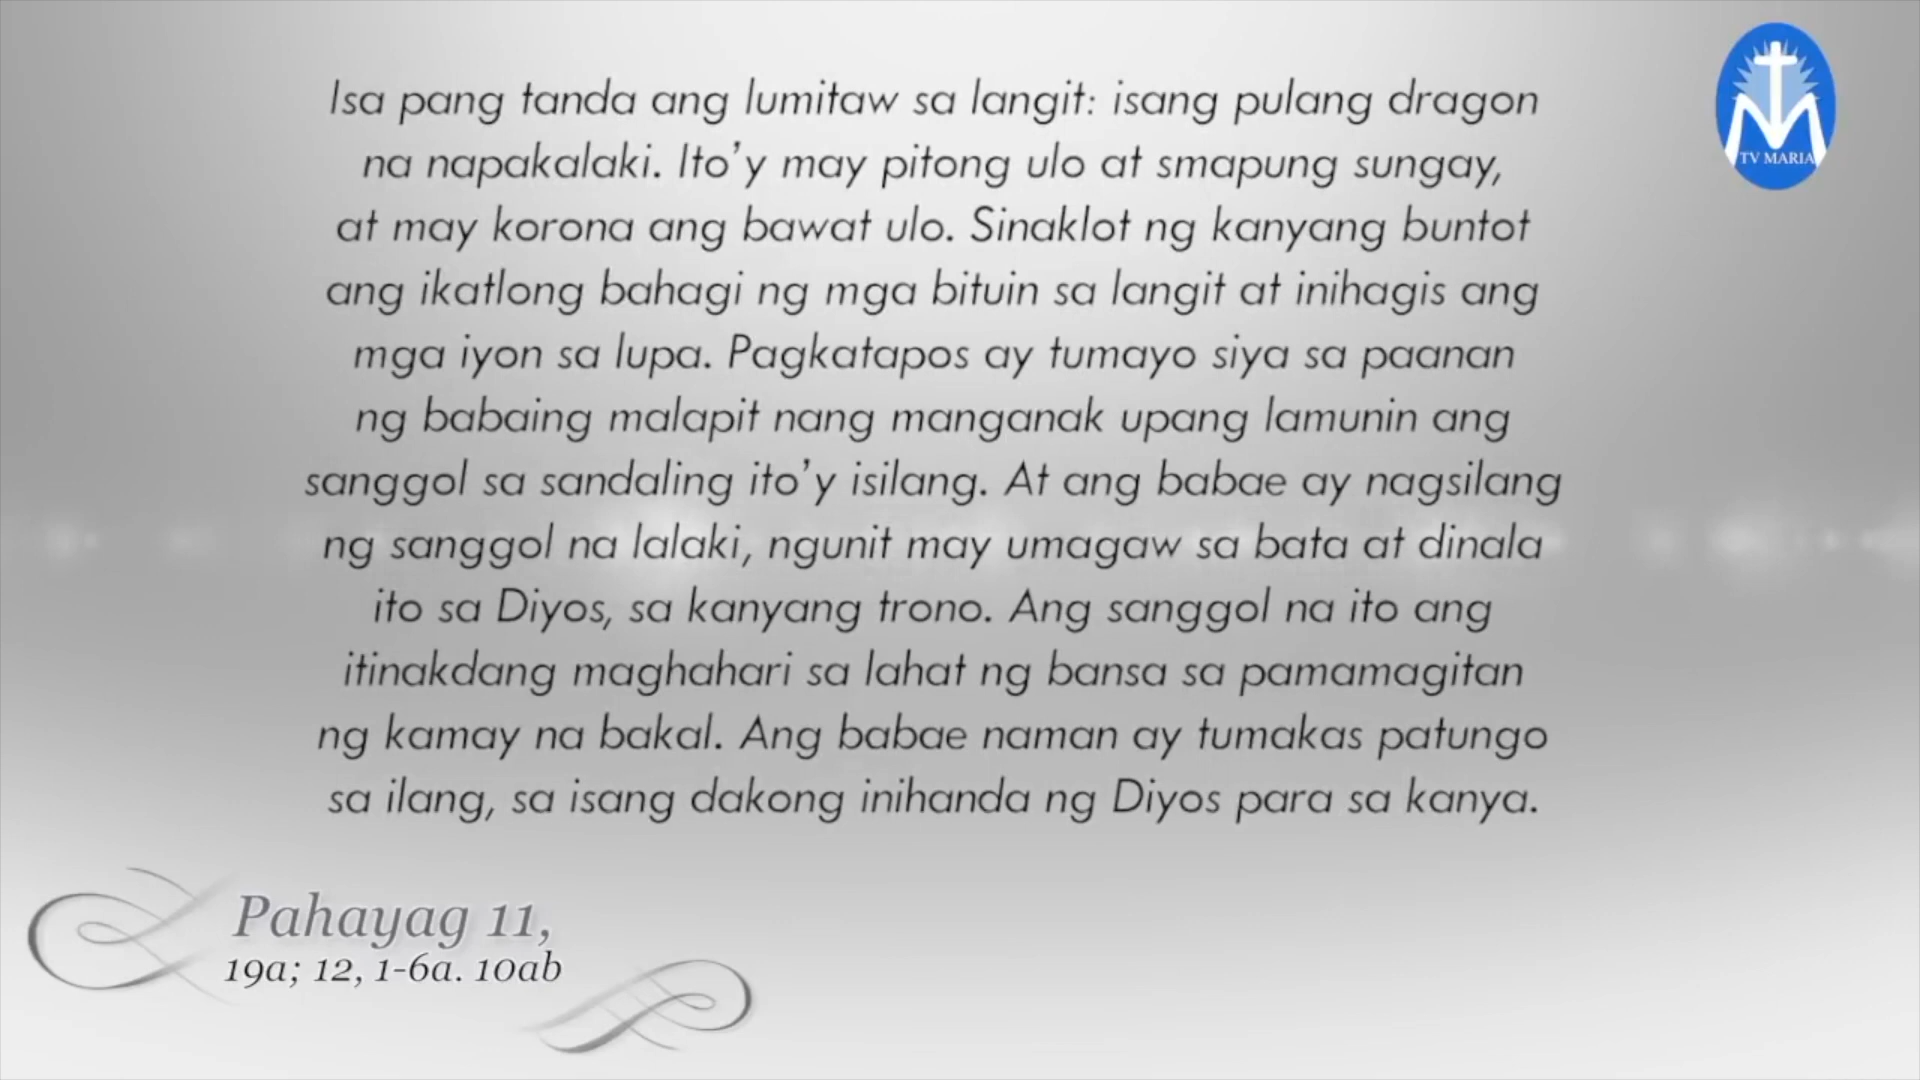 Isa pang tanda ang lumitaw sa langit: isang pulang dragon
na napakalaki. Ito’y may pitong ulo at smapung sungay,
at may korona ang bawat ulo. Sinaklot ng kanyang buntot
ang ikatlong bahagi ng mga bituin sa langit at inihagis ang
mga iyon sa lupa. Pagkatapos ay tumayo siya sa paanan
ng babaing malapit nang manganak upang lamunin ang
sanggol sa sandaling ito’y isilang. At ang babae ay nagsilang
ng sanggol na lalaki, ngunit may umagaw sa bata at dinala
ito sa Diyos, sa kanyang trono. Ang sanggol na ito ang
itinakdang maghahari sa lahat ng bansa sa pamamagitan
ng kamay na bakal. Ang babae naman ay tumakas patungo
sa ilang, sa isang dakong inihanda ng Diyos para sa kanya.
Pahayag 11,
19a; 12, 1-6a. 10ab
TV MARIA